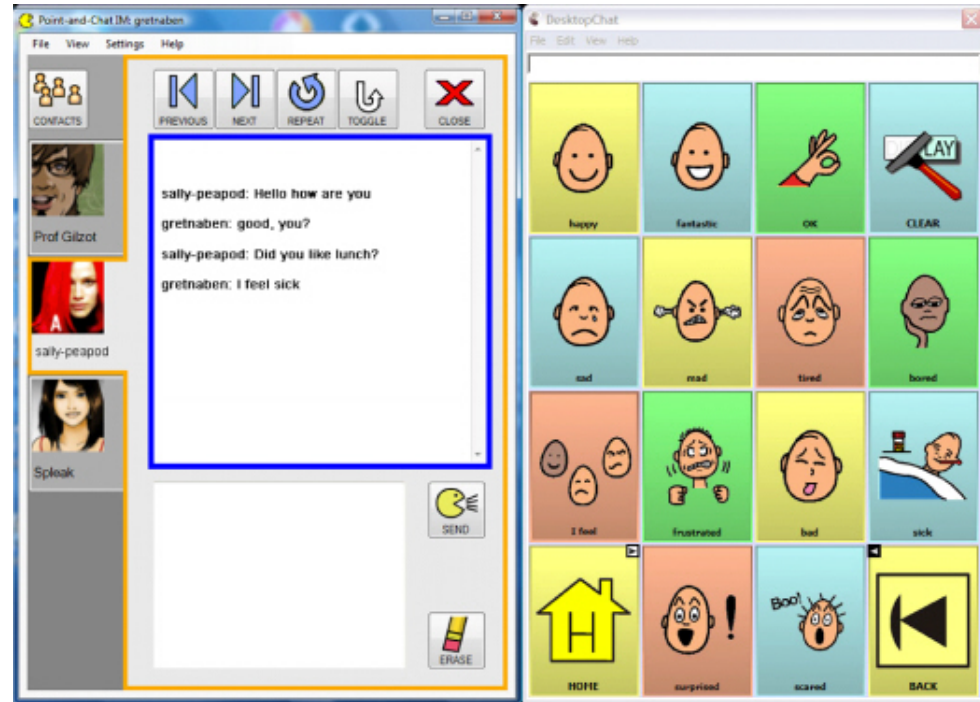 Point-and-Chat IM: gretnaben
File View Settings Help
CONTACTS
PREVIOUS NEXT REPEAT TOGGLE CLOSE
Prof Gilzot
sally-peapod
Spleak
sally-peapod: Hello how are you
gretnaben: good, you?
sally-peapod: Did you like lunch?
gretnaben: I feel sick
SEND
ERASE
DesktopChat
File Edit View Help
happy fantastic OK CLEAR
sad mad tired bored
I feel frustrated bad sick
Boo!
HOME surprised scared BACK